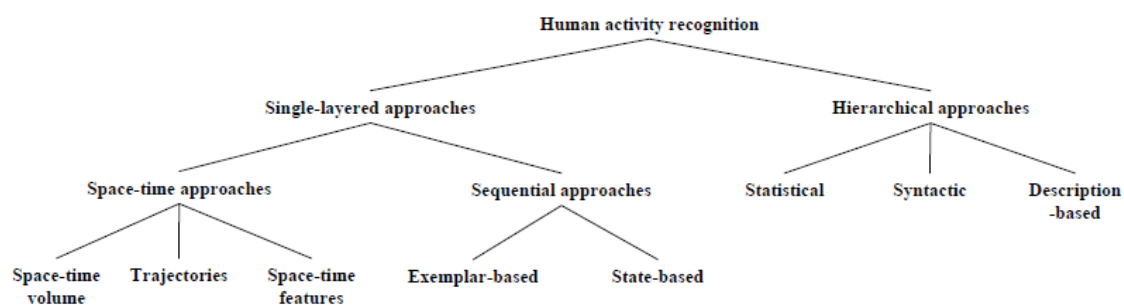 Human activity recognition
Single-layered approaches
Hierarchical approaches
Space-time approaches
Sequential approaches
Statistical
Syntactic
Description
-based
Space-time
volume
Trajectories
Space-time
features
Exemplar-based
State-based